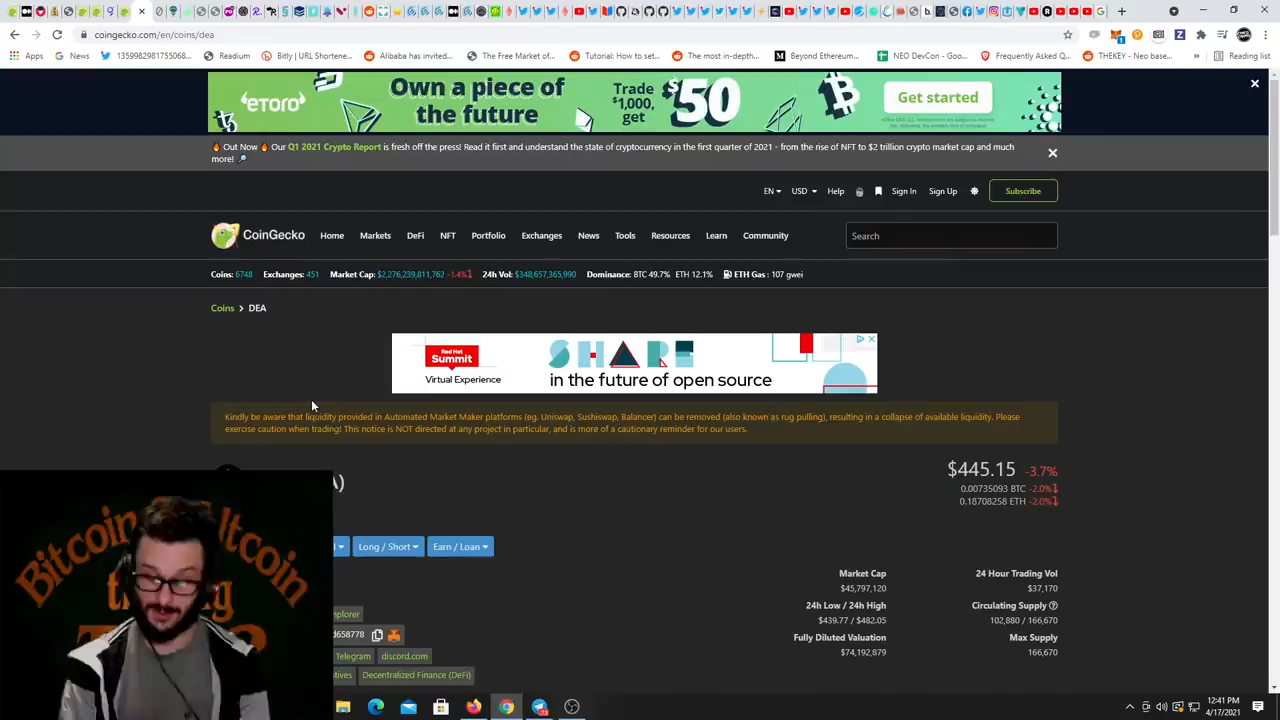 coingecko.com/en/coins/dea
Apps
News
1359982981755068...
Readium
Bitly | URL Shortene...
Alibaba has invited...
The Free Market of...
Tutorial: How to set...
The most in-depth...
Beyond Ethereum...
NEO DevCon - Goo...
Frequently Asked Q...
THEKEY - Neo base...
»
Reading list
etoro
Own a piece of
the future
Trade
$1,000,
get
$50
Get started
Out Now Our Q1 2021 Crypto Report is fresh off the press! Read it first and understand the state of cryptocurrency in the first quarter of 2021 - from the rise of NFT to $2 trillion crypto market cap and much
more!
EN
USD
Help
Sign In
Sign Up
Subscribe
CoinGecko
Home
Markets
DeFi
NFT
Portfolio
Exchanges
News
Tools
Resources
Learn
Community
Search
Coins: 6748
Exchanges: 451
Market Cap: $2,276,239,811,762 -1.4%
24h Vol: $348,657,365,990
Dominance: BTC 49.7% ETH 12.1%
ETH Gas : 107 gwei
Coins > DEA
Red Hat
Summit
Virtual Experience
SHARE
in the future of open source
Kindly be aware that liquidity provided in Automated Market Maker platforms (eg. Uniswap, Sushiswap, Balancer) can be removed (also known as rug pulling), resulting in a collapse of available liquidity. Please
exercise caution when trading! This notice is NOT directed at any project in particular, and is more of a cautionary reminder for our users.
A)
$445.15 -3.7%
0.00735093 BTC -2.0%
0.18708258 ETH -2.0%
Long / Short
Earn / Loan
Market Cap
$45,797,120
24 Hour Trading Vol
$37,170
24h Low / 24h High
$439.77 / $482.05
Circulating Supply
102,880 / 166,670
Fully Diluted Valuation
$74,192,879
Max Supply
166,670
xplorer
d658778
Telegram
discord.com
atives
Decentralized Finance (DeFi)
Bitcoin
Altcoin
12:41 PM
4/17/2021